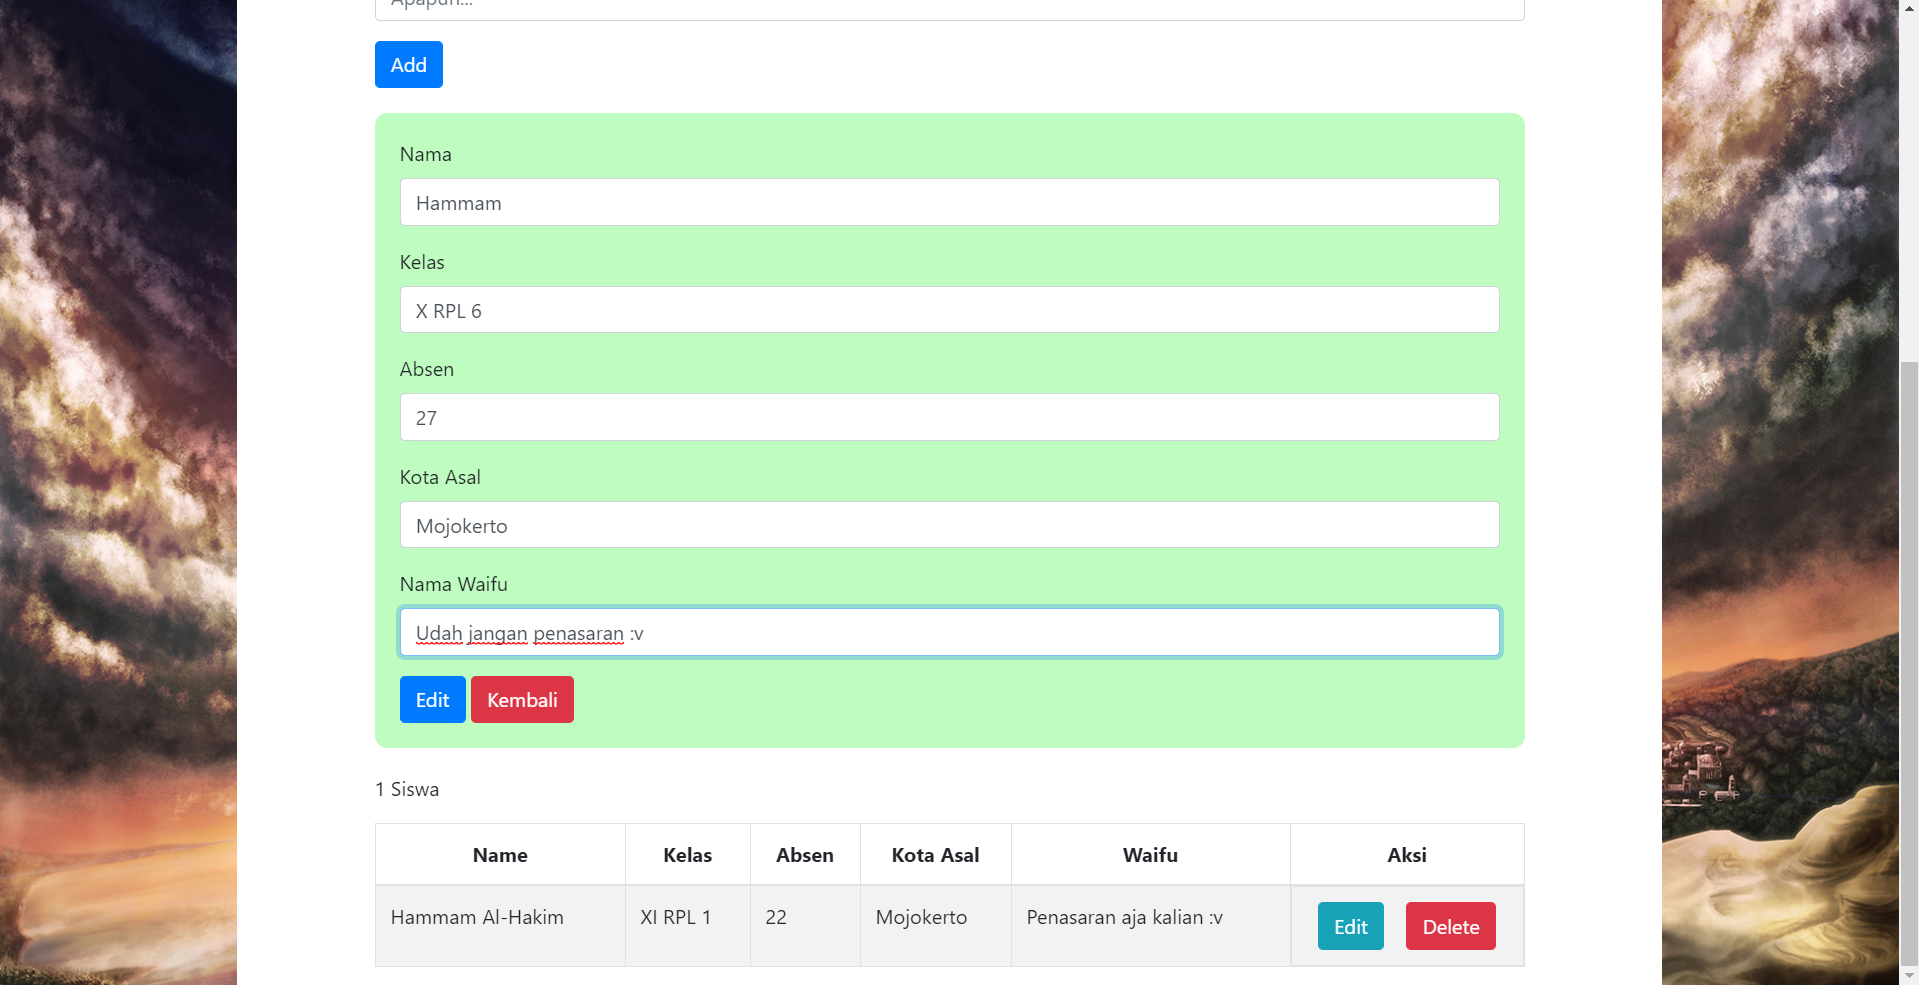 Apapun...
Add
Nama
Hammam
Kelas
X RPL 6
Absen
27
Kota Asal
Mojokerto
Nama Waifu
Udah jangan penasaran :v
Edit Kembali
1 Siswa
Name Kelas Absen Kota Asal Waifu Aksi
Hammam Al-Hakim XI RPL 1 22 Mojokerto Penasaran aja kalian :v Edit Delete